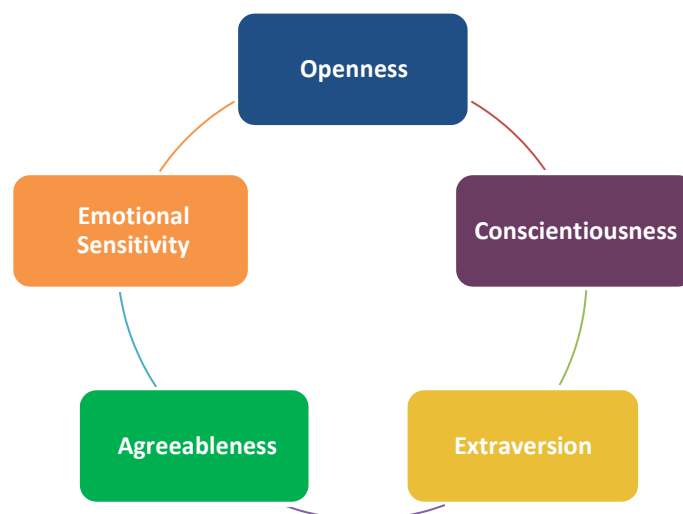 Openness
Emotional
Sensitivity
Conscientiousness
Agreeableness
Extraversion